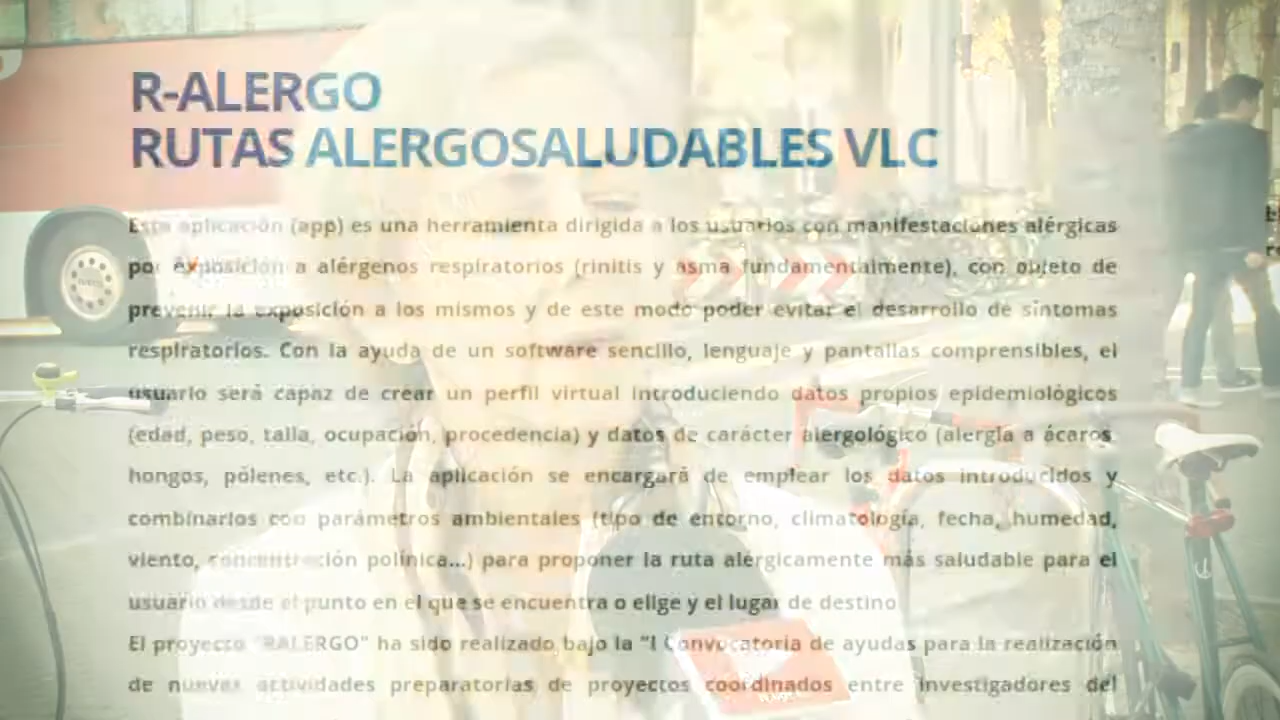 R-ALERGO
RUTAS ALERGOSALUDABLES VLC
Esta aplicación (app) es una herramienta dirigida a los usuarios con manifestaciones alérgicas
por exposición a alérgenos respiratorios (rinitis y asma fundamentalmente), con objeto de
prevenir la exposición a los mismos y de este modo poder evitar el desarrollo de síntomas
respiratorios. Con la ayuda de un software sencillo, lenguaje y pantallas comprensibles, el
usuario será capaz de crear un perfil virtual introduciendo datos propios epidemiológicos
(edad, peso, talla, ocupación, procedencia) y datos de carácter alergológico (alergía a ácaros,
hongos, pólenes, etc.). La aplicación se encargará de emplear los datos introducidos y
combinarlos con parámetros ambientales (tipo de entorno, climatología, fecha, humedad,
viento, concentración polínica...) para proponer la ruta alérgicamente más saludable para el
usuario desde el punto en el que se encuentra o elige y el lugar de destino
El proyecto "RALERGO" ha sido realizado bajo la "I Convocatoria de ayudas para la realización
de nuevas actividades preparatorias de proyectos coordinados entre investigadores del